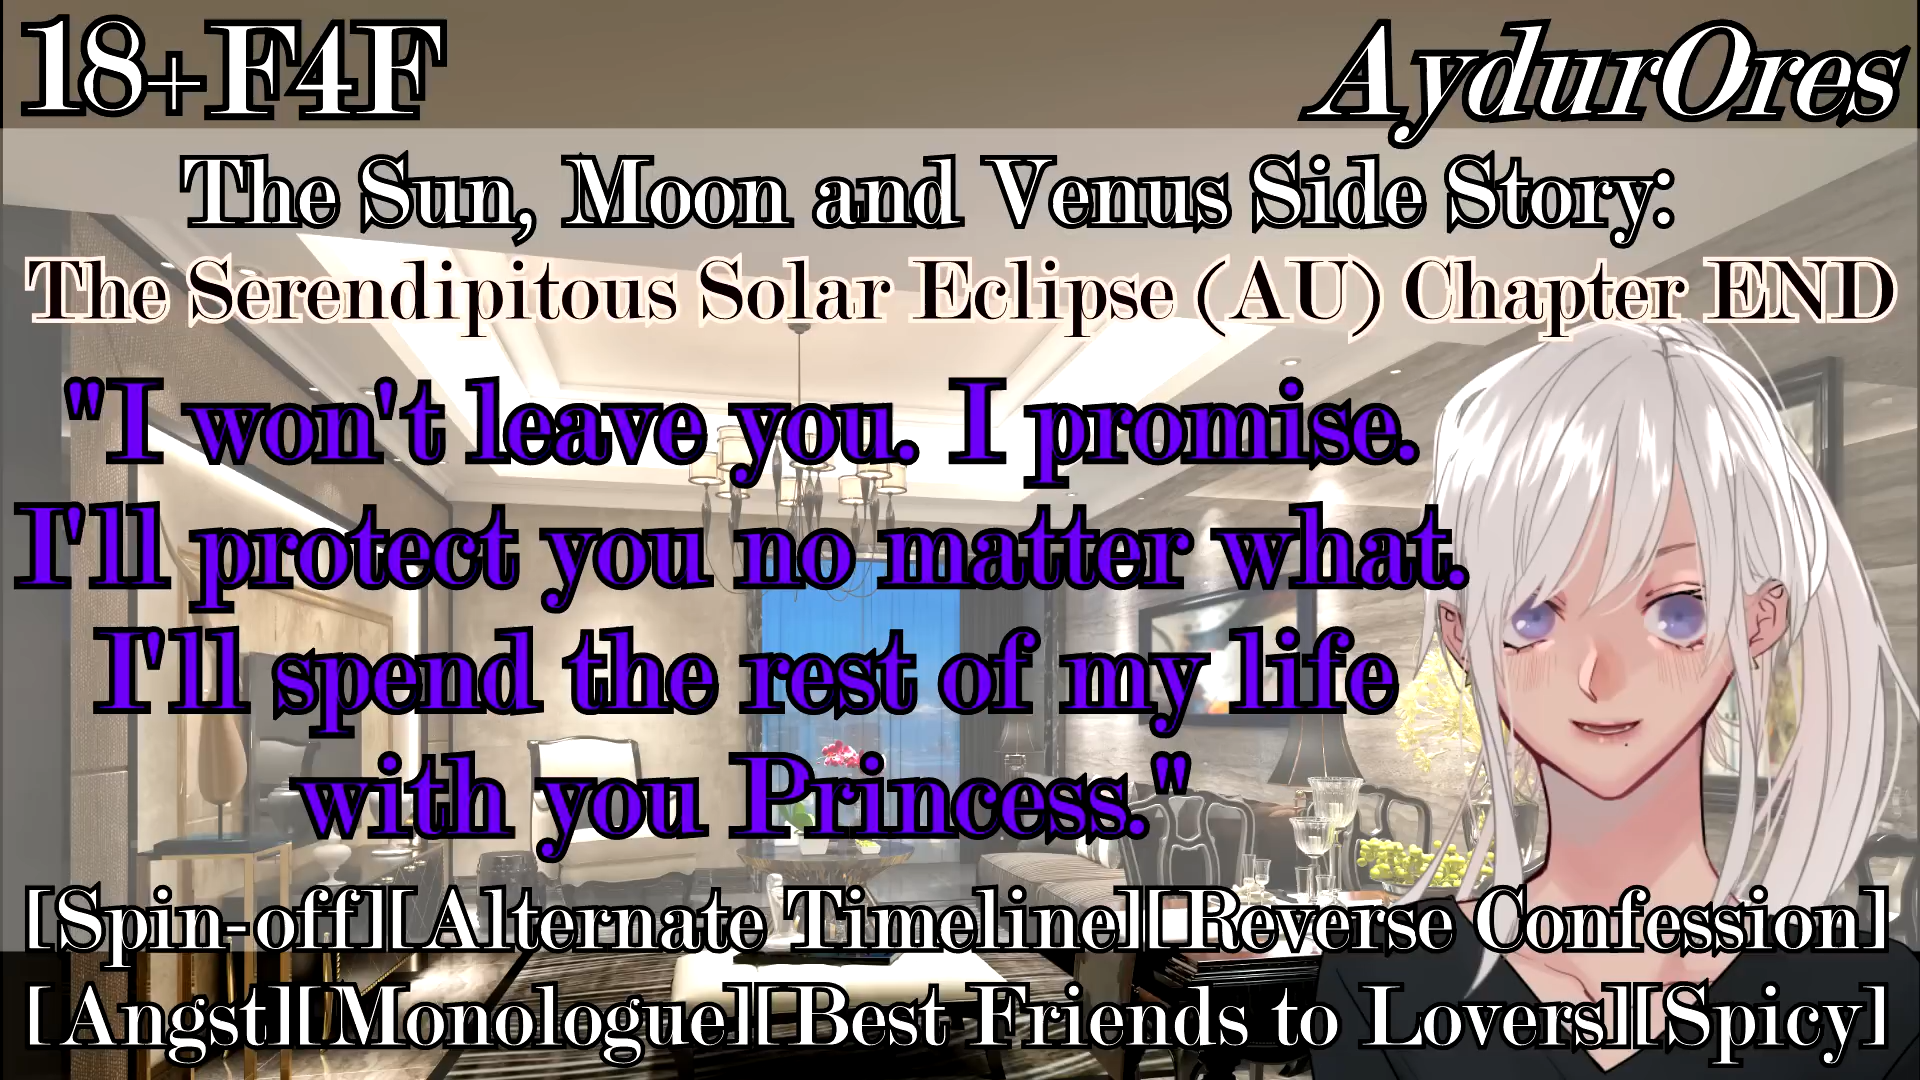 18+F4F
AydurOres
The Sun, Moon and Venus Side Story:
The Serendipitous Solar Eclipse (AU) Chapter END
"I won't leave you. I promise.
I'll protect you no matter what.
I'll spend the rest of my life
with you Princess."
[Spin-off][Alternate Timeline][Reverse Confession]
[Angst][Monologue][Best Friends to Lovers][Spicy]